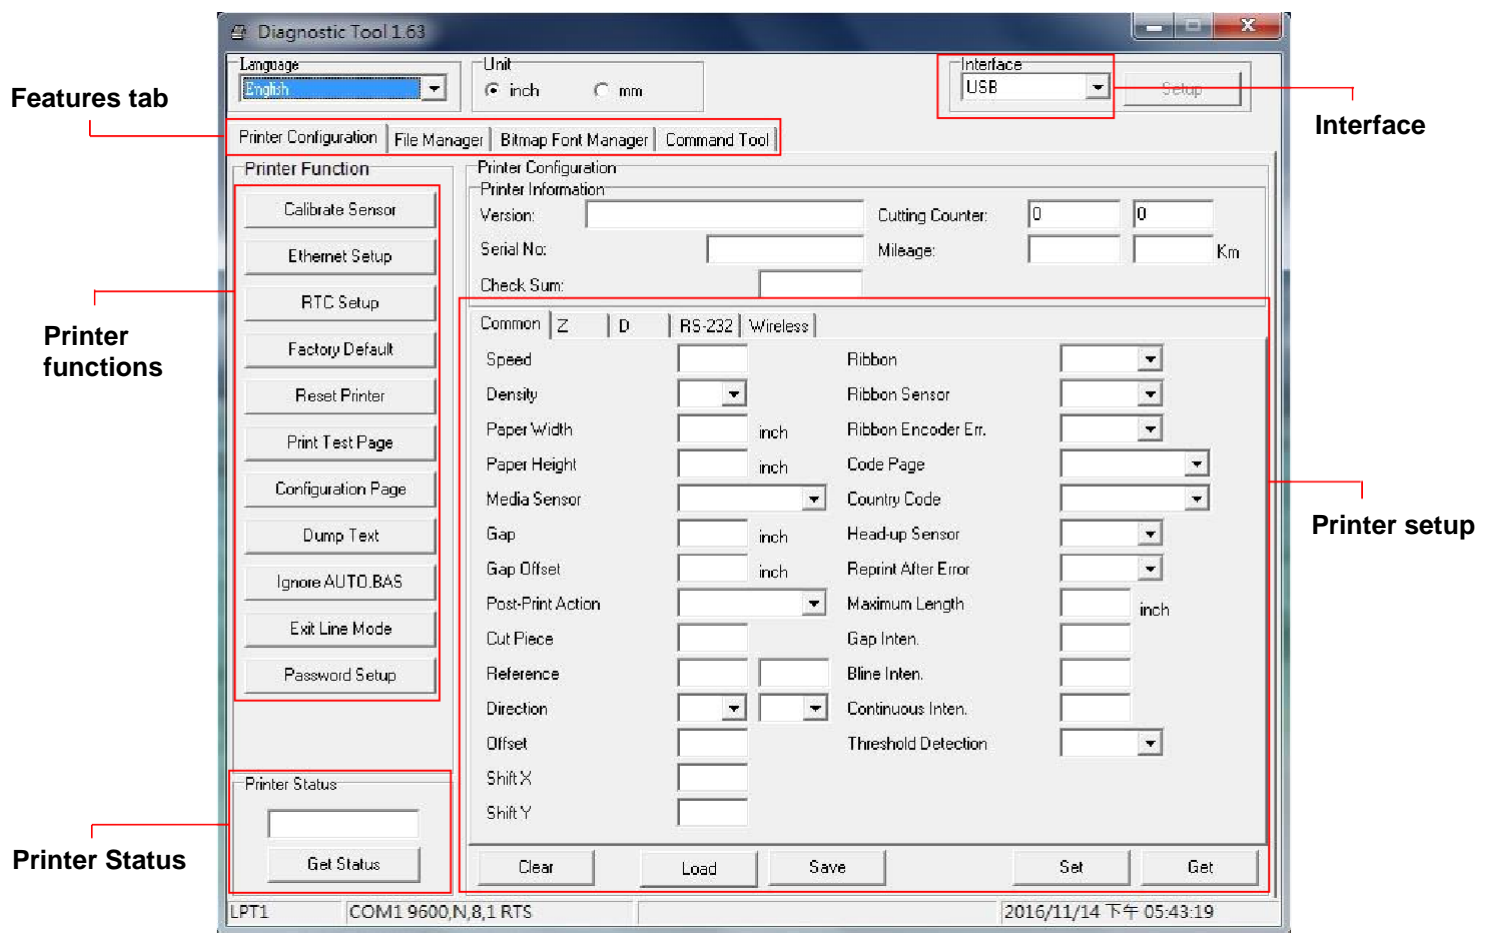 Diagnostic Tool 1.63
Language
English
Unit
inch
mm
Interface
USB
Setup
Features tab
Interface
Printer Configuration
File Manager
Bitmap Font Manager
Command Tool
Printer Function
Calibrate Sensor
Ethernet Setup
RTC Setup
Factory Default
Reset Printer
Print Test Page
Configuration Page
Dump Text
Ignore AUTO.BAS
Exit Line Mode
Password Setup
Printer functions
Printer Configuration
Printer Information
Version:
Cutting Counter: 0 0
Serial No:
Mileage: Km
Check Sum:
Common Z D RS-232 Wireless
Speed
Ribbon
Density
Ribbon Sensor
Paper Width inch
Ribbon Encoder Err.
Paper Height inch
Code Page
Media Sensor
Country Code
Gap inch
Head-up Sensor
Gap Offset inch
Reprint After Error
Post-Print Action
Maximum Length inch
Cut Piece
Gap Inten.
Reference
Bline Inten.
Direction
Continuous Inten.
Offset
Threshold Detection
Shift X
Shift Y
Printer setup
Printer Status
Get Status
Printer Status
Clear
Load
Save
Set
Get
LPT1
COM1 9600,N,8,1 RTS
2016/11/14 下午 05:43:19